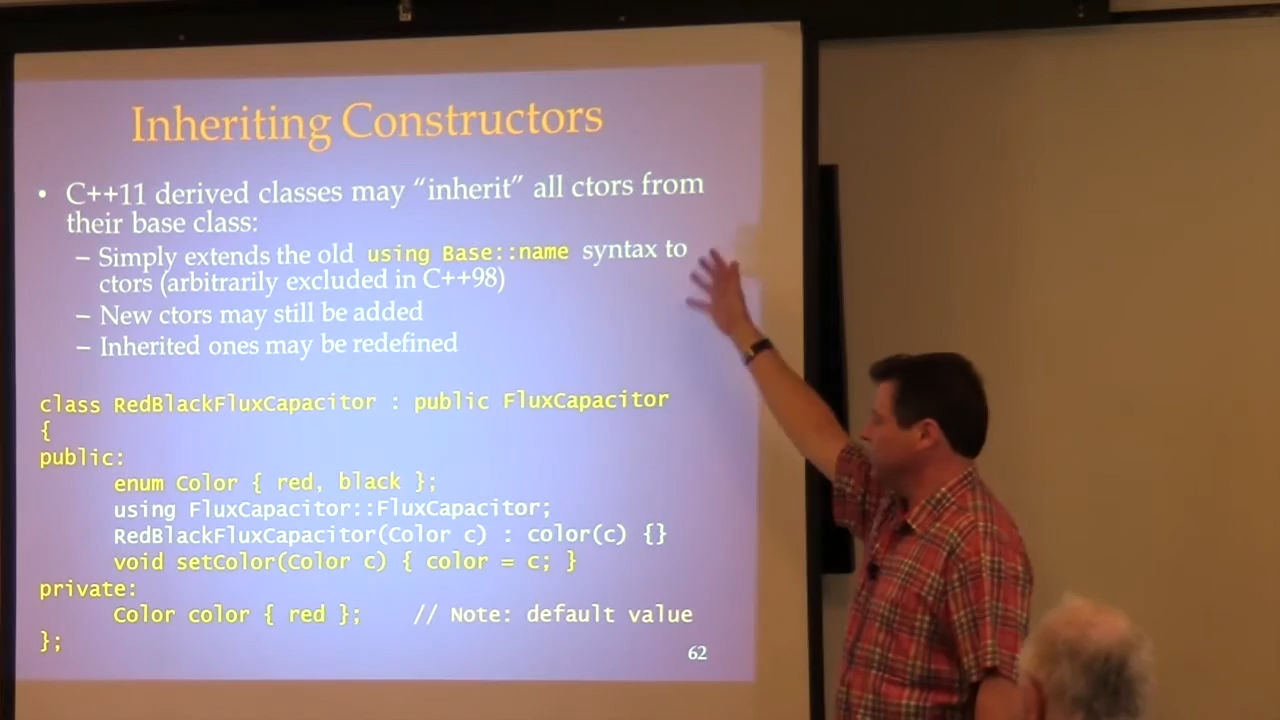 Inheriting Constructors
• C++11 derived classes may “inherit” all ctors from
their base class:
– Simply extends the old using Base::name syntax to
ctors (arbitrarily excluded in C++98)
– New ctors may still be added
– Inherited ones may be redefined
class RedBlackFluxCapacitor : public FluxCapacitor
{
public:
enum Color { red, black };
using FluxCapacitor::FluxCapacitor;
RedBlackFluxCapacitor(Color c) : color(c) {}
void setColor(Color c) { color = c; }
private:
Color color { red }; // Note: default value
};
62